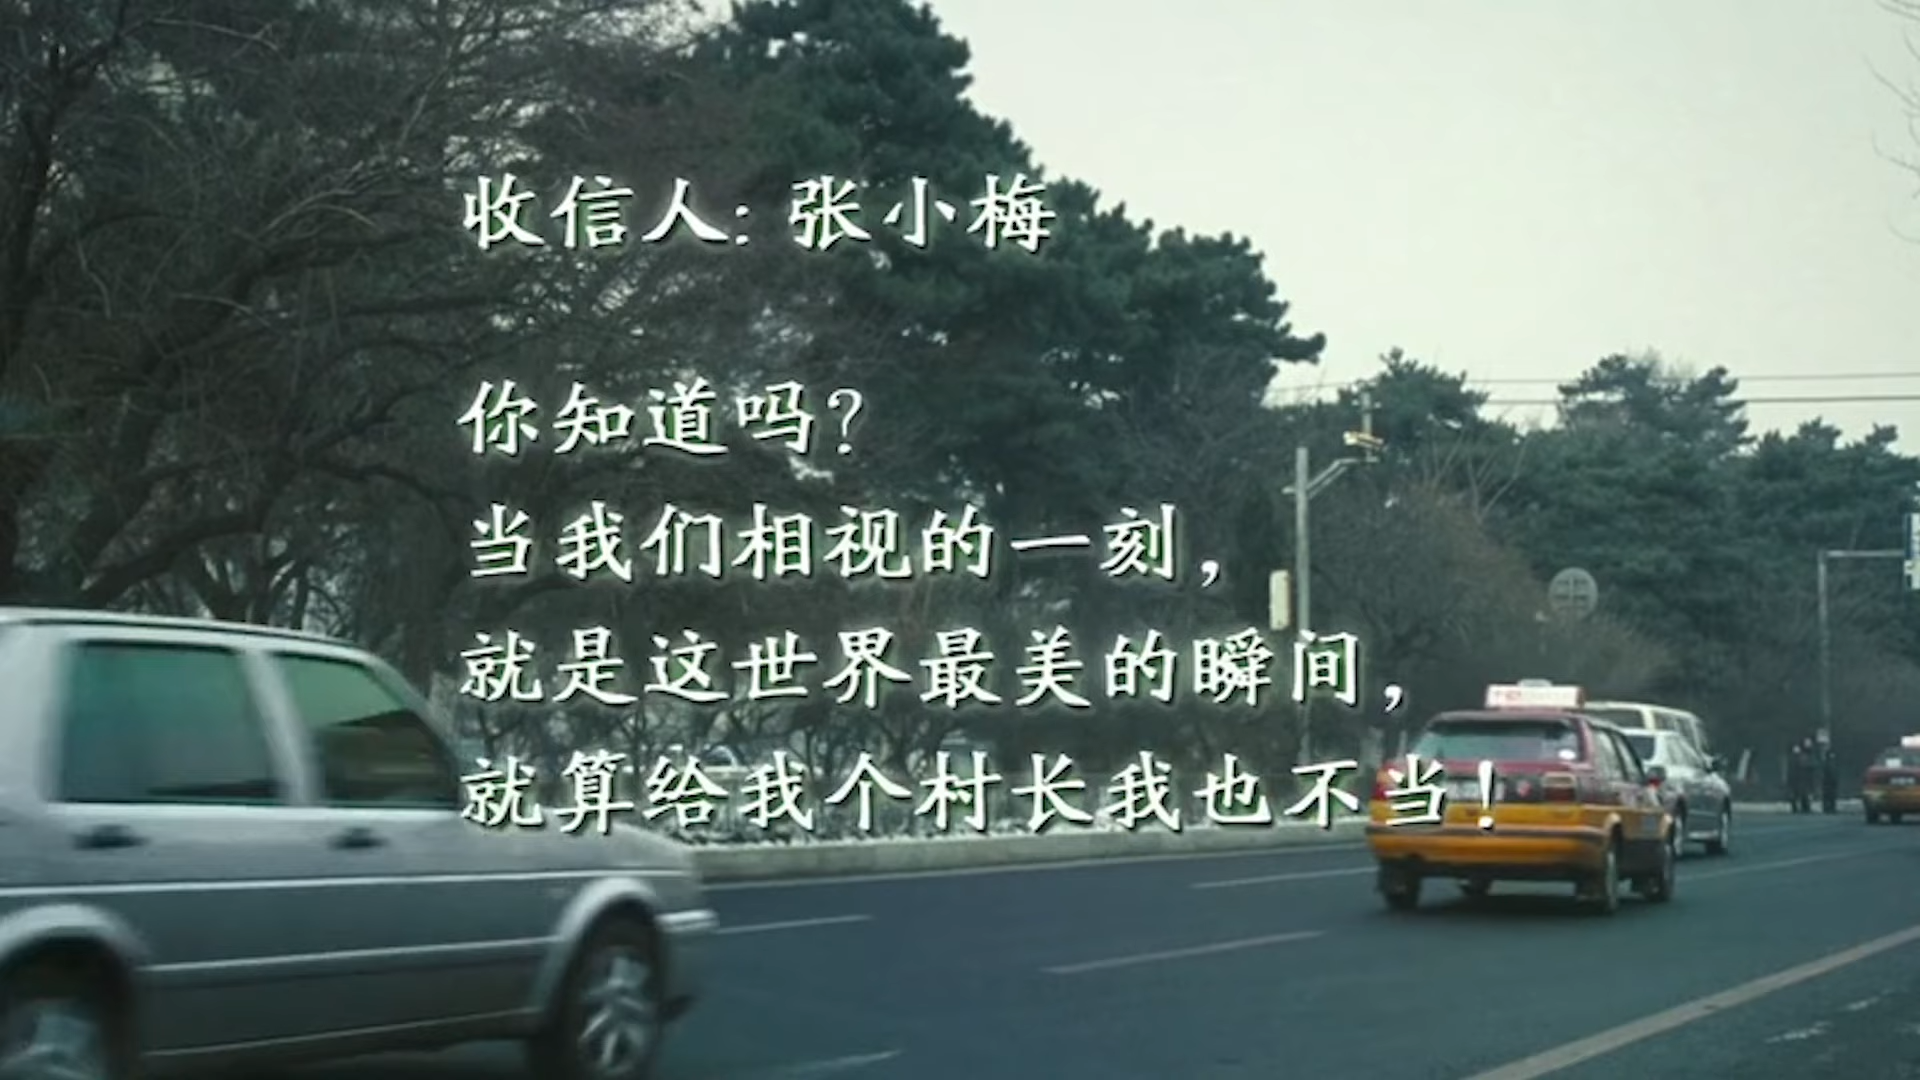 收信人: 张小梅
你知道吗?
当我们相视的一刻,
就是这世界最美的瞬间,
就算给我个村长我也不当!